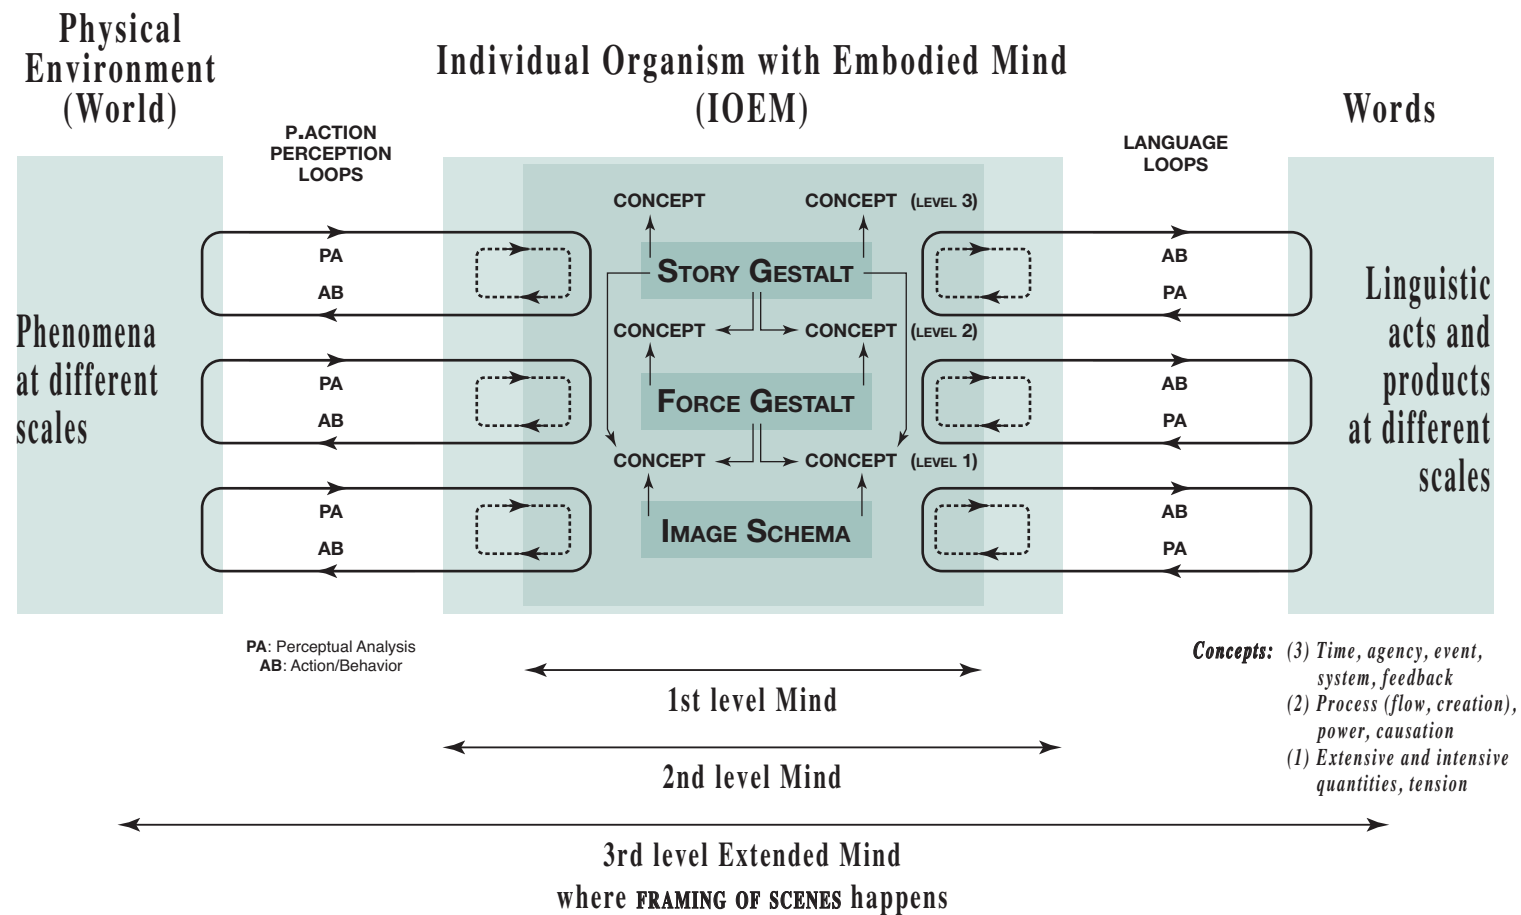 Physical
Environment
(World)
Individual Organism with Embodied Mind
(IOEM)
Words
P.ACTION
PERCEPTION
LOOPS
LANGUAGE
LOOPS
Phenomena
at different
scales
PA
AB
PA
AB
PA
AB
CONCEPT
CONCEPT (LEVEL 3)
STORY GESTALT
CONCEPT
CONCEPT (LEVEL 2)
FORCE GESTALT
CONCEPT
CONCEPT (LEVEL 1)
IMAGE SCHEMA
AB
PA
AB
PA
AB
PA
Linguistic
acts and
products
at different
scales
PA: Perceptual Analysis
AB: Action/Behavior
1st level Mind
2nd level Mind
3rd level Extended Mind
where FRAMING OF SCENES happens
Concepts: (3) Time, agency, event,
system, feedback
(2) Process (flow, creation),
power, causation
(1) Extensive and intensive
quantities, tension